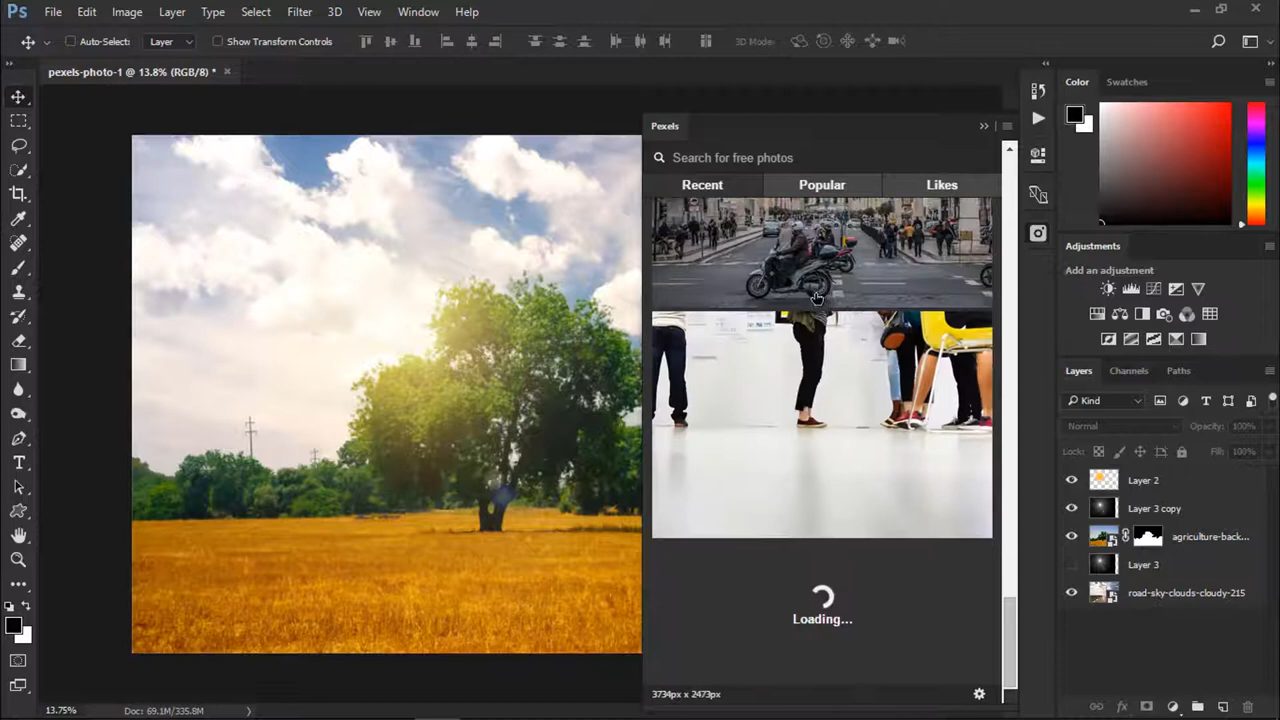 Ps File Edit Image Layer Type Select Filter 3D View Window Help
Auto-Select: Layer Show Transform Controls 3D Mode:
pexels-photo-1 @ 13.8% (RGB/8) *
Color Swatches
Pexels
Search for free photos
Recent Popular Likes
Adjustments
Add an adjustment
Layers Channels Paths
Kind
Normal Opacity: 100%
Lock: Fill: 100%
Layer 2
Layer 3 copy
agriculture-back...
Layer 3
road-sky-clouds-cloudy-215
Loading...
3734px x 2473px
13.75% Doc: 69.1M/335.8M